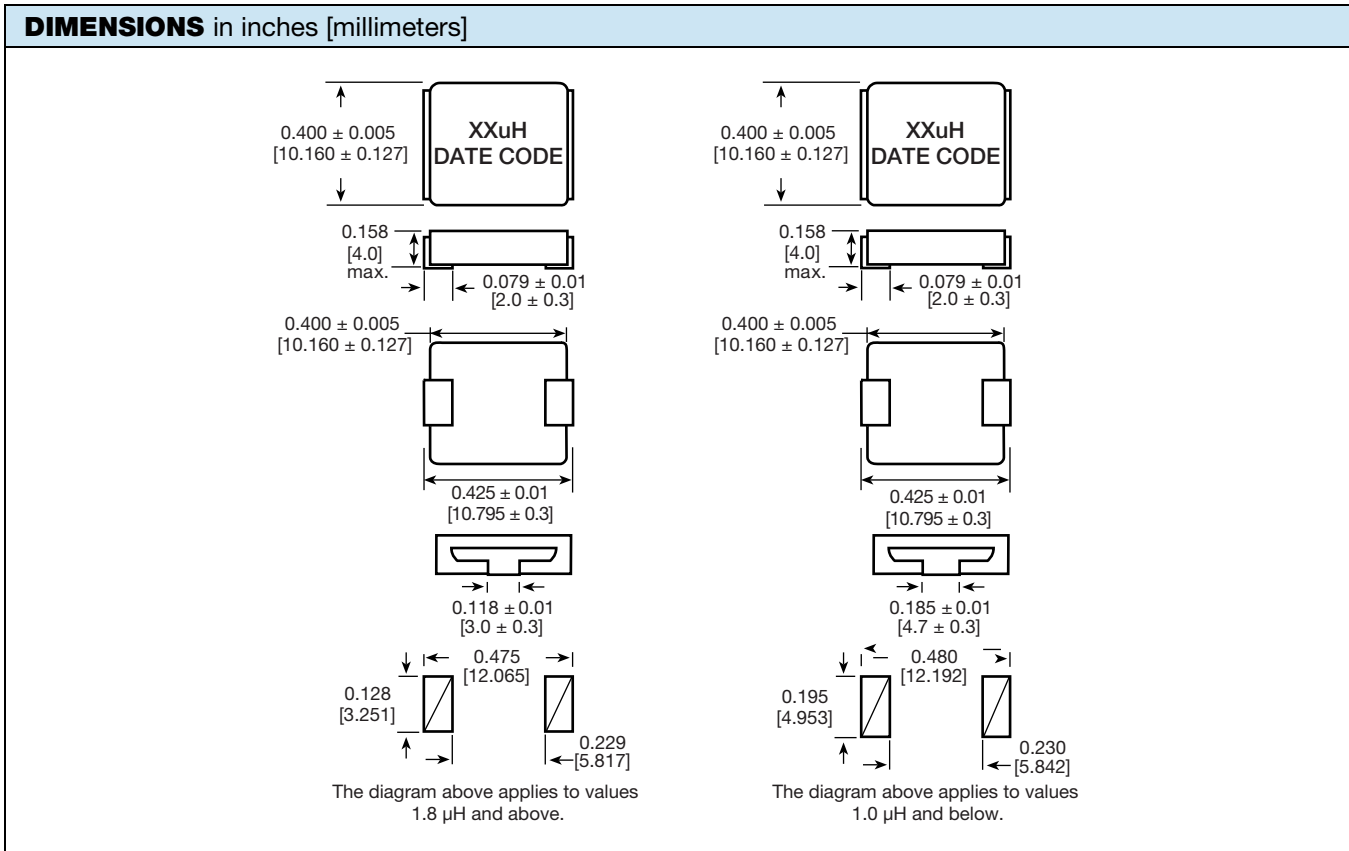 DIMENSIONS in inches [millimeters]
0.400 ± 0.005
[10.160 ± 0.127]
XXuH
DATE CODE
0.158
[4.0]
max.
0.079 ± 0.01
[2.0 ± 0.3]
0.400 ± 0.005
[10.160 ± 0.127]
0.425 ± 0.01
[10.795 ± 0.3]
0.118 ± 0.01
[3.0 ± 0.3]
0.475
[12.065]
0.128
[3.251]
0.229
[5.817]
The diagram above applies to values
1.8 µH and above.
0.400 ± 0.005
[10.160 ± 0.127]
XXuH
DATE CODE
0.158
[4.0]
max.
0.079 ± 0.01
[2.0 ± 0.3]
0.400 ± 0.005
[10.160 ± 0.127]
0.425 ± 0.01
[10.795 ± 0.3]
0.185 ± 0.01
[4.7 ± 0.3]
0.480
[12.192]
0.195
[4.953]
0.230
[5.842]
The diagram above applies to values
1.0 µH and below.